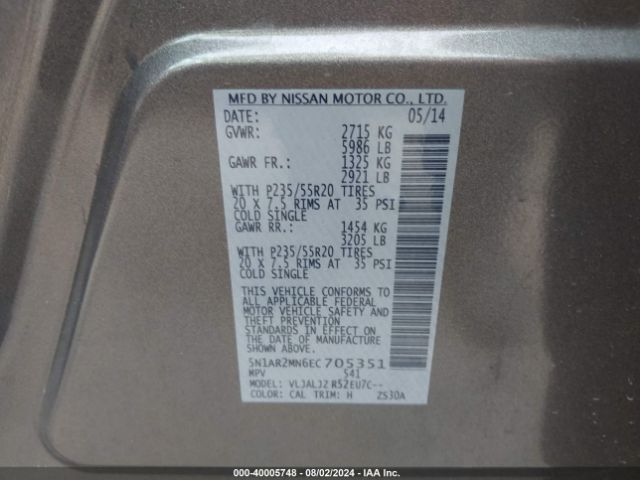 MFD BY NISSAN MOTOR CO., LTD.
DATE: 05/14
GVWR: 2715 KG
5986 LB
GAWR FR.: 1325 KG
2921 LB
WITH P235/55R20 TIRES
20 X 7.5 RIMS AT 35 PSI
COLD SINGLE
GAWR RR.: 1454 KG
3205 LB
WITH P235/55R20 TIRES
20 X 7.5 RIMS AT 35 PSI
COLD SINGLE
THIS VEHICLE CONFORMS TO
ALL APPLICABLE FEDERAL
MOTOR VEHICLE SAFETY AND
THEFT PREVENTION
STANDARDS IN EFFECT ON
THE DATE OF MANUFACTURE
SHOWN ABOVE.
5N1AR2MN6EC705351
MPV 541
MODEL: VLJALJZ R52EU7C--
COLOR: CAL TRIM: H ZS30A
000-40005748 - 08/02/2024 - IAA Inc.